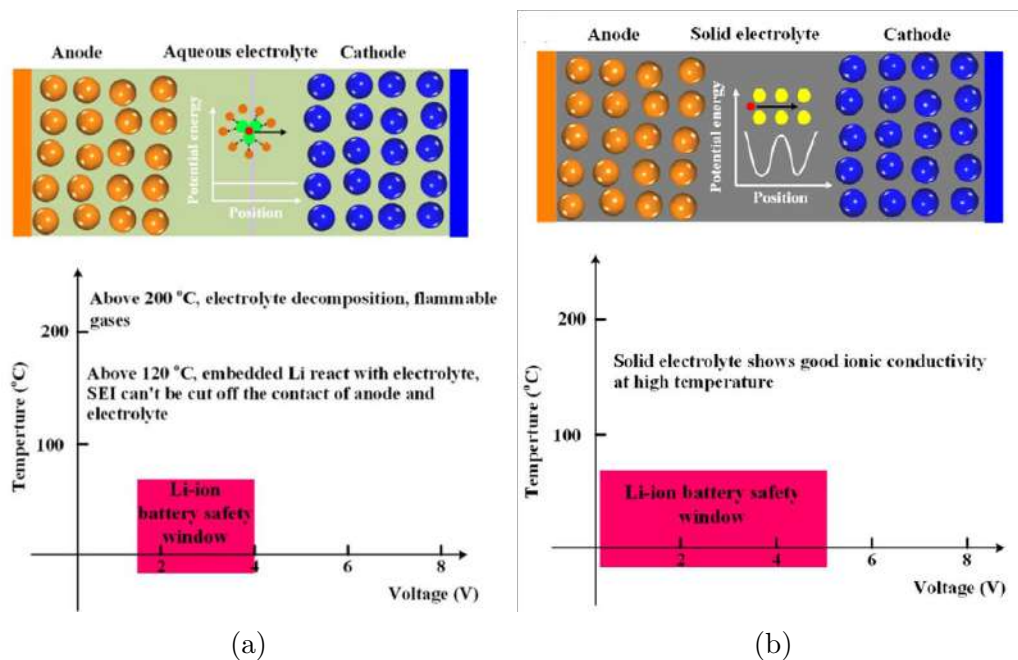 Anode Aqueous electrolyte Cathode
Potential energy
Position
Temperture (°C)
200
100
Above 200 °C, electrolyte decomposition, flammable
gases
Above 120 °C, embedded Li react with electrolyte,
SEI can't be cut off the contact of anode and
electrolyte
Li-ion
battery safety
window
2 4 6 8
Voltage (V)
(a)
Anode Solid electrolyte Cathode
Potential energy
Position
Temperture (°C)
200
100
Solid electrolyte shows good ionic conductivity
at high temperature
Li-ion battery safety
window
2 4 6 8
Voltage (V)
(b)